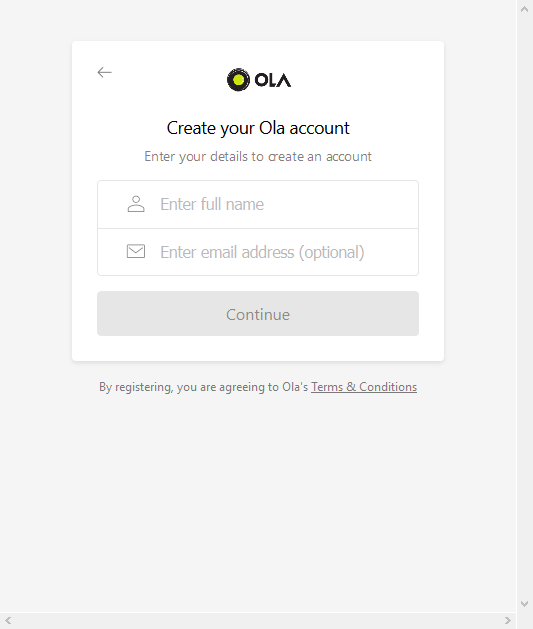 OLA
Create your Ola account
Enter your details to create an account
Enter full name
Enter email address (optional)
Continue
By registering, you are agreeing to Ola's Terms & Conditions